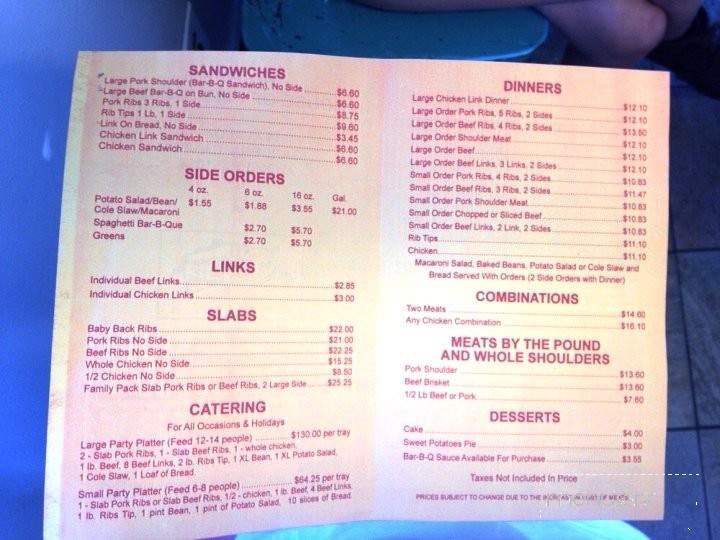 SANDWICHES
Large Pork Shoulder (Bar-B-Q Sandwich), No Side $6.60
Large Beef Bar-B-Q on Bun, No Side $6.60
Pork Ribs 3 Ribs, 1 Side $8.75
Rib Tips 1 Lb, 1 Side $9.60
Link On Bread, No Side $3.45
Chicken Link Sandwich $6.60
Chicken Sandwich $6.60
SIDE ORDERS
4 oz. 6 oz. 16 oz. Gal.
Potato Salad/Bean/
Cole Slaw/Macaroni $1.55 $1.88 $3.55 $21.00
Spaghetti Bar-B-Que $2.70 $5.70
Greens $2.70 $5.70
LINKS
Individual Beef Links $2.85
Individual Chicken Links $3.00
SLABS
Baby Back Ribs $22.00
Pork Ribs No Side $21.00
Beef Ribs No Side $22.25
Whole Chicken No Side $15.25
1/2 Chicken No Side $8.50
Family Pack Slab Pork Ribs or Beef Ribs, 2 Large Side $25.25
CATERING
For All Occasions & Holidays
Large Party Platter (Feed 12-14 people) $130.00 per tray
2 - Slab Pork Ribs, 1 - Slab Beef Ribs, 1 - whole chicken,
1 lb. Beef, 8 Beef Links, 2 lb. Ribs Tip, 1 XL Bean, 1 XL Potato Salad,
1 Cole Slaw, 1 Loaf of Bread.
Small Party Platter (Feed 6-8 people) $64.25 per tray
1 - Slab Pork Ribs or Slab Beef Ribs, 1/2 - chicken, 1 lb. Beef, 4 Beef Links,
1 lb. Ribs Tip, 1 pint Bean, 1 pint of Potato Salad, 10 slices of Bread.
DINNERS
Large Chicken Link Dinner $12.10
Large Order Pork Ribs, 5 Ribs, 2 Sides $12.10
Large Order Beef Ribs, 4 Ribs, 2 Sides $13.50
Large Order Shoulder Meat $12.10
Large Order Beef $12.10
Large Order Beef Links, 3 Links, 2 Sides $12.10
Small Order Pork Ribs, 4 Ribs, 2 Sides $10.83
Small Order Beef Ribs, 3 Ribs, 2 Sides $11.47
Small Order Pork Shoulder Meat $10.83
Small Order Chopped or Sliced Beef $10.83
Small Order Beef Links, 2 Link, 2 Sides $10.83
Rib Tips $11.10
Chicken $11.10
Macaroni Salad, Baked Beans, Potato Salad or Cole Slaw and
Bread Served With Orders (2 Side Orders with Dinner)
COMBINATIONS
Two Meats $14.60
Any Chicken Combination $16.10
MEATS BY THE POUND
AND WHOLE SHOULDERS
Pork Shoulder $13.60
Beef Brisket $13.60
1/2 Lb Beef or Pork $7.60
DESSERTS
Cake $4.00
Sweet Potatoes Pie $3.00
Bar-B-Q Sauce Available For Purchase $3.55
Taxes Not Included In Price
PRICES SUBJECT TO CHANGE DUE TO THE INCREASE IN COST OF MEATS